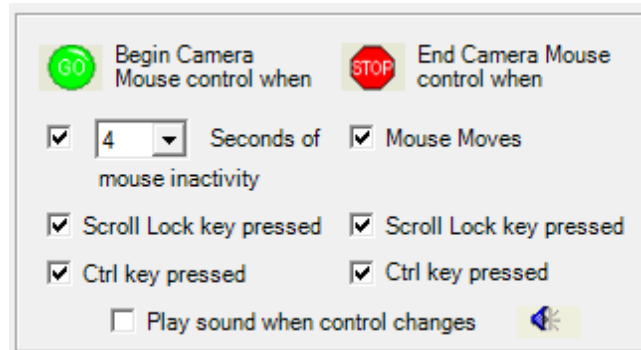 GO Begin Camera STOP End Camera Mouse
Mouse control when control when
4 Seconds of Mouse Moves
mouse inactivity
Scroll Lock key pressed Scroll Lock key pressed
Ctrl key pressed Ctrl key pressed
Play sound when control changes